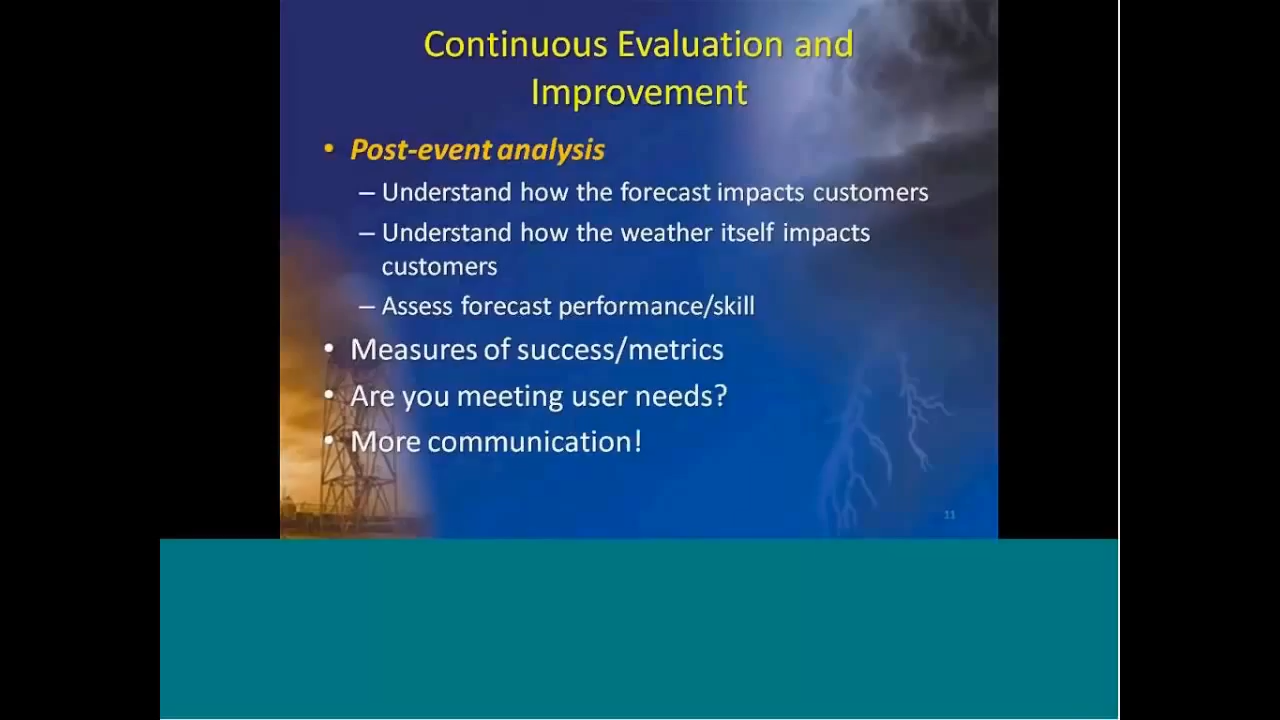 Continuous Evaluation and
Improvement
• Post-event analysis
– Understand how the forecast impacts customers
– Understand how the weather itself impacts
customers
– Assess forecast performance/skill
• Measures of success/metrics
• Are you meeting user needs?
• More communication!
11